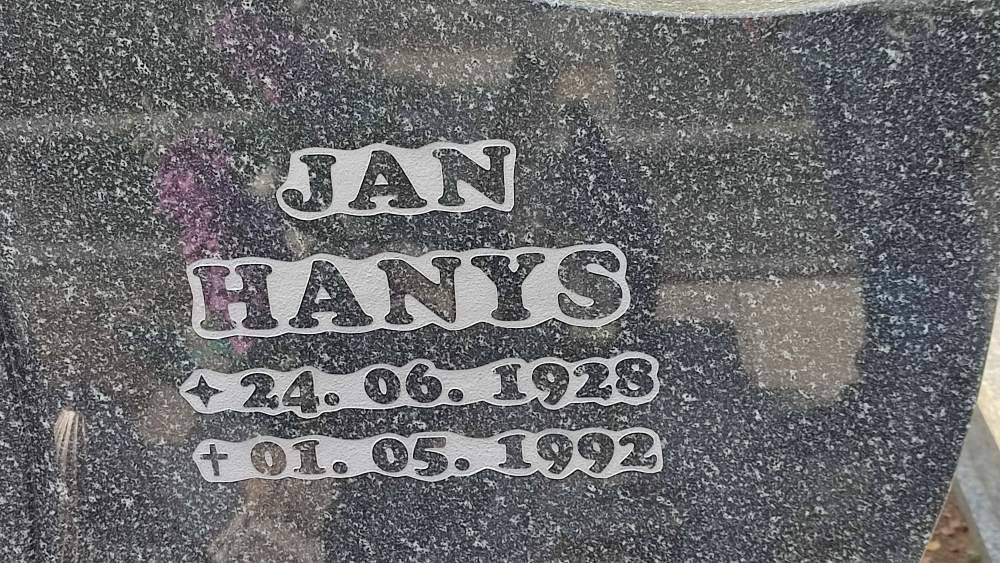 JAN
HANYS
✦ 24. 06. 1928
✝ 01. 05. 1992